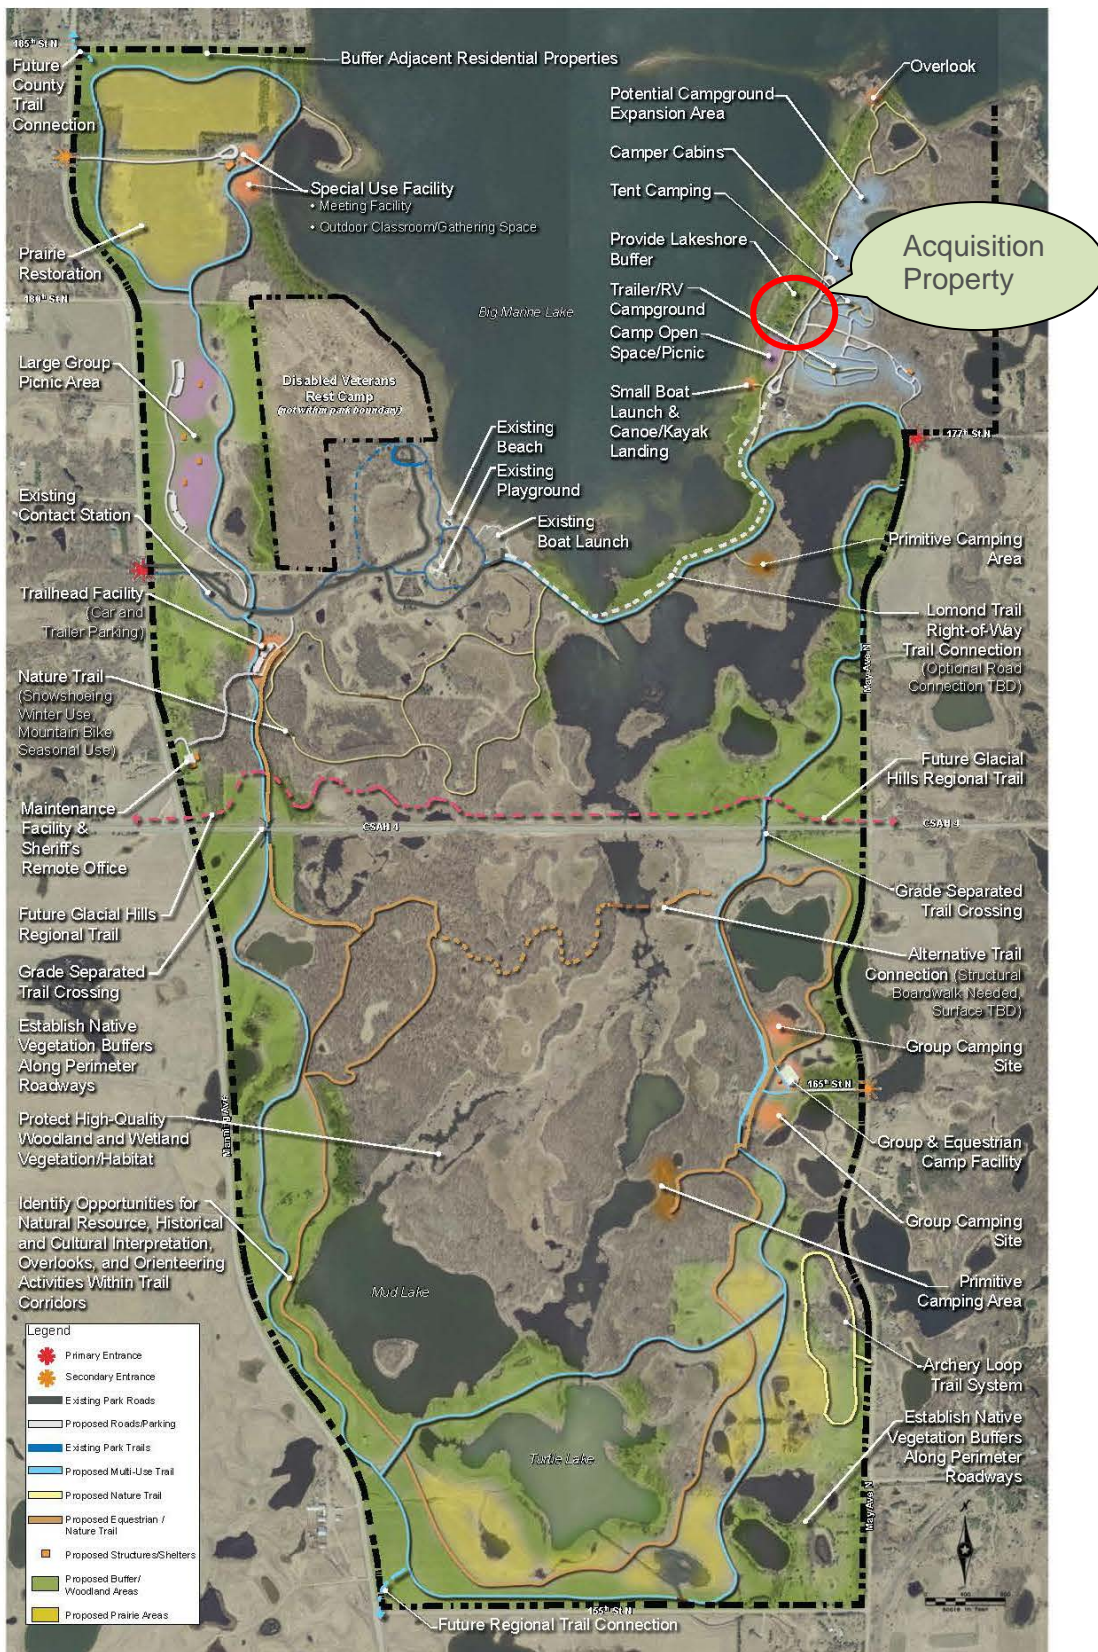 185th St N
Future
County
Trail
Connection
Buffer Adjacent Residential Properties
Overlook
Potential Campground
Expansion Area
Camper Cabins
Tent Camping
Provide Lakeshore
Buffer
Trailer/RV
Campground
Camp Open
Space/Picnic
Small Boat
Launch &
Canoe/Kayak
Landing
Acquisition
Property
Special Use Facility
• Meeting Facility
• Outdoor Classroom/Gathering Space
Prairie
Restoration
180th St N
Big Marine Lake
Large Group
Picnic Area
Disabled Veterans
Rest Camp
(not within park boundary)
Existing
Beach
Existing
Playground
Existing
Boat Launch
177th St N
Existing
Contact Station
Primitive Camping
Area
Trailhead Facility
(Car and
Trailer Parking)
Lomond Trail
Right-of-Way
Trail Connection
(Optional Road
Connection TBD)
May Ave N
Nature Trail
(Snowshoeing
Winter Use,
Mountain Bike
Seasonal Use)
Future Glacial
Hills Regional Trail
Maintenance
Facility &
Sheriff's
Remote Office
CSAH 4
CSAH 4
Grade Separated
Trail Crossing
Future Glacial Hills
Regional Trail
Grade Separated
Trail Crossing
Alternative Trail
Connection (Structural
Boardwalk Needed,
Surface TBD)
Establish Native
Vegetation Buffers
Along Perimeter
Roadways
Group Camping
Site
165th St N
Manning Ave
Protect High-Quality
Woodland and Wetland
Vegetation/Habitat
Group & Equestrian
Camp Facility
Identify Opportunities for
Natural Resource, Historical
and Cultural Interpretation,
Overlooks, and Orienteering
Activities Within Trail
Corridors
Group Camping
Site
Mud Lake
Primitive
Camping Area
Archery Loop
Trail System
Establish Native
Vegetation Buffers
Along Perimeter
Roadways
Turtle Lake
May Ave N
Legend
Primary Entrance
Secondary Entrance
Existing Park Roads
Proposed Roads/Parking
Existing Park Trails
Proposed Multi-Use Trail
Proposed Nature Trail
Proposed Equestrian /
Nature Trail
Proposed Structures/Shelters
Proposed Buffer/
Woodland Areas
Proposed Prairie Areas
155th St N
Future Regional Trail Connection
0 400 800
scale in feet